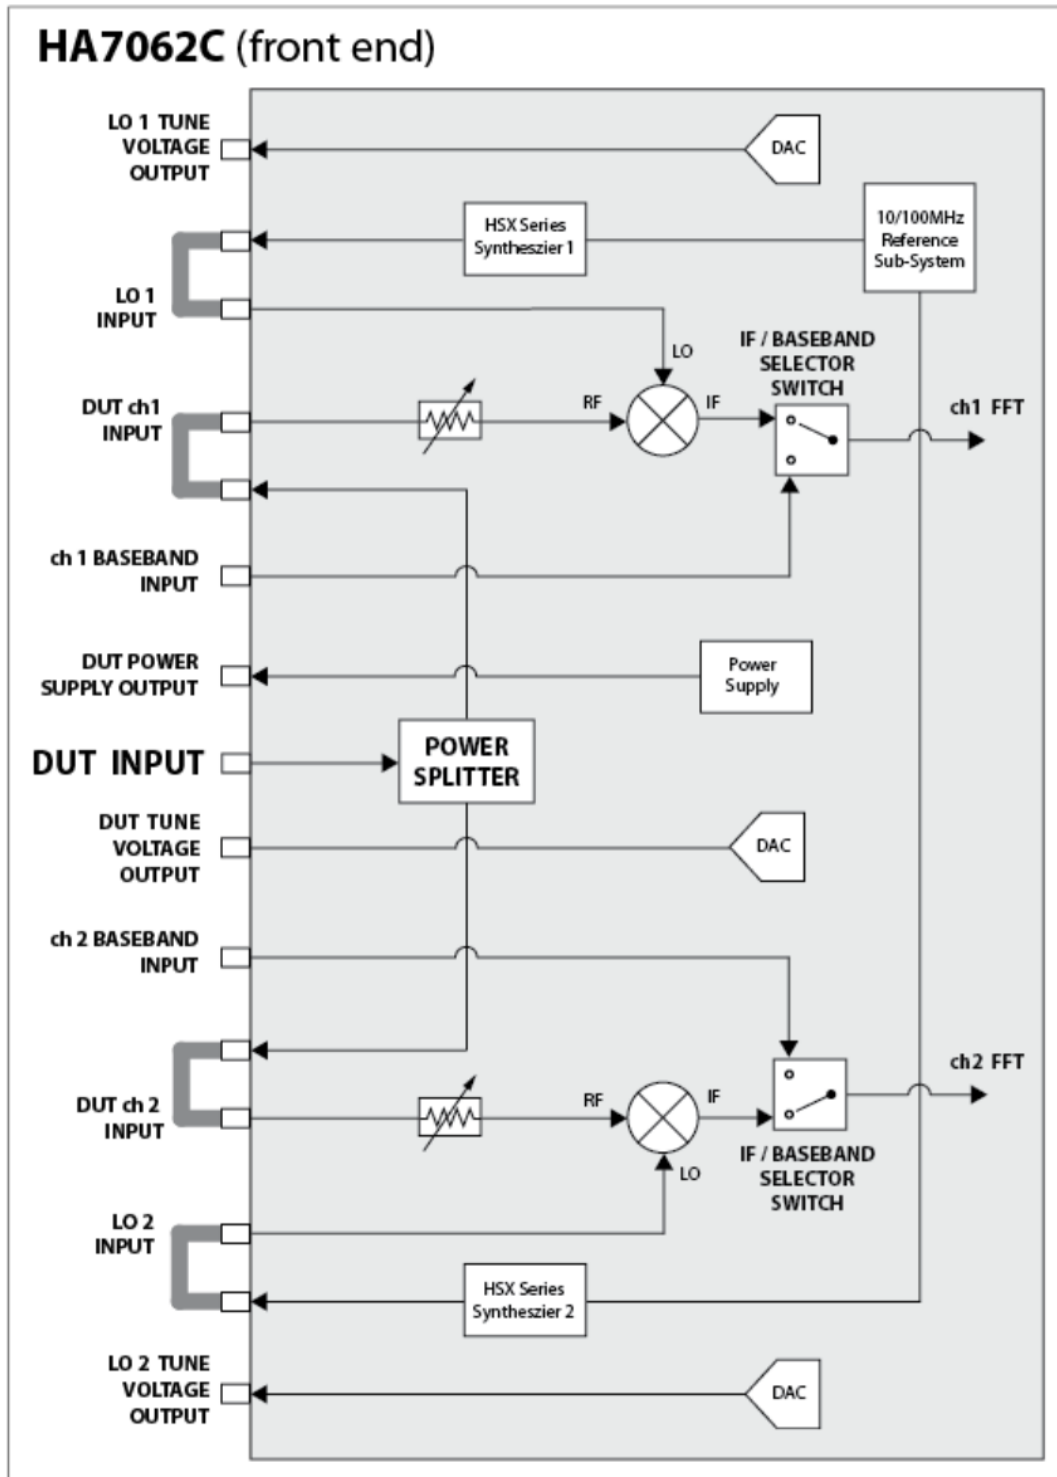 HA7062C (front end)
LO 1 TUNE
VOLTAGE
OUTPUT
DAC
HSX Series
Syntheszier 1
10/100MHz
Reference
Sub-System
LO 1
INPUT
LO
IF / BASEBAND
SELECTOR
SWITCH
DUT ch1
INPUT
RF
IF
ch1 FFT
ch 1 BASEBAND
INPUT
DUT POWER
SUPPLY OUTPUT
Power
Supply
DUT INPUT
POWER
SPLITTER
DUT TUNE
VOLTAGE
OUTPUT
DAC
ch 2 BASEBAND
INPUT
DUT ch 2
INPUT
RF
IF
LO
ch2 FFT
IF / BASEBAND
SELECTOR
SWITCH
LO 2
INPUT
HSX Series
Syntheszier 2
LO 2 TUNE
VOLTAGE
OUTPUT
DAC